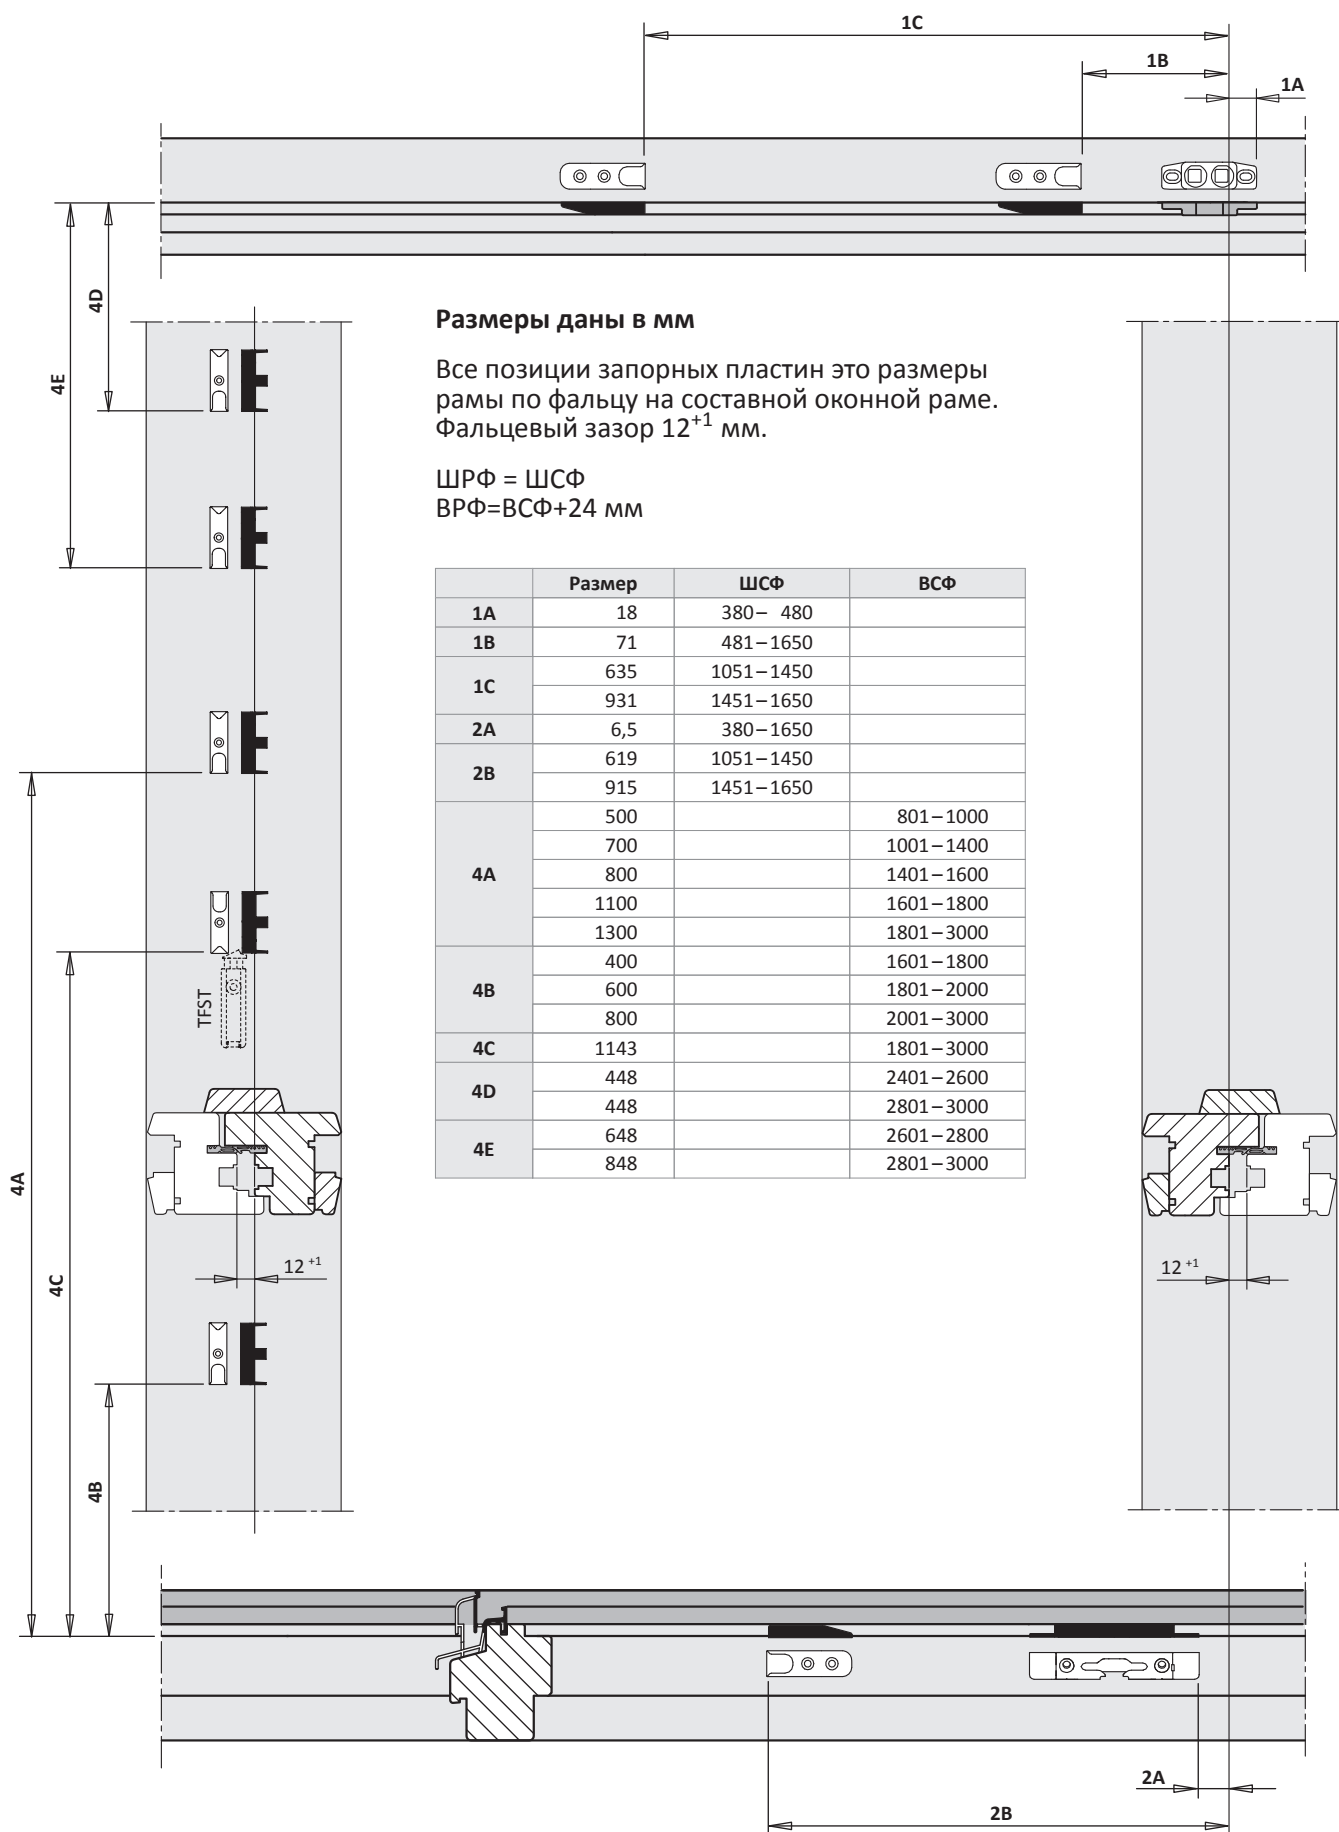 1C
1B
1A
4D
4E
Размеры даны в мм
Все позиции запорных пластин это размеры
рамы по фальцу на составной оконной раме.
Фальцевый зазор 12⁺¹ мм.
ШРФ = ШСФ
ВРФ=ВСФ+24 мм
Размер ШСФ ВСФ
1A 18 380– 480
1B 71 481–1650
1C 635 1051–1450
931 1451–1650
2A 6,5 380–1650
2B 619 1051–1450
915 1451–1650
4A 500 801–1000
700 1001–1400
800 1401–1600
1100 1601–1800
1300 1801–3000
4B 400 1601–1800
600 1801–2000
800 2001–3000
4C 1143 1801–3000
4D 448 2401–2600
448 2801–3000
4E 648 2601–2800
848 2801–3000
TFST
4A
4C
12 ⁺¹
12 ⁺¹
4B
2A
2B